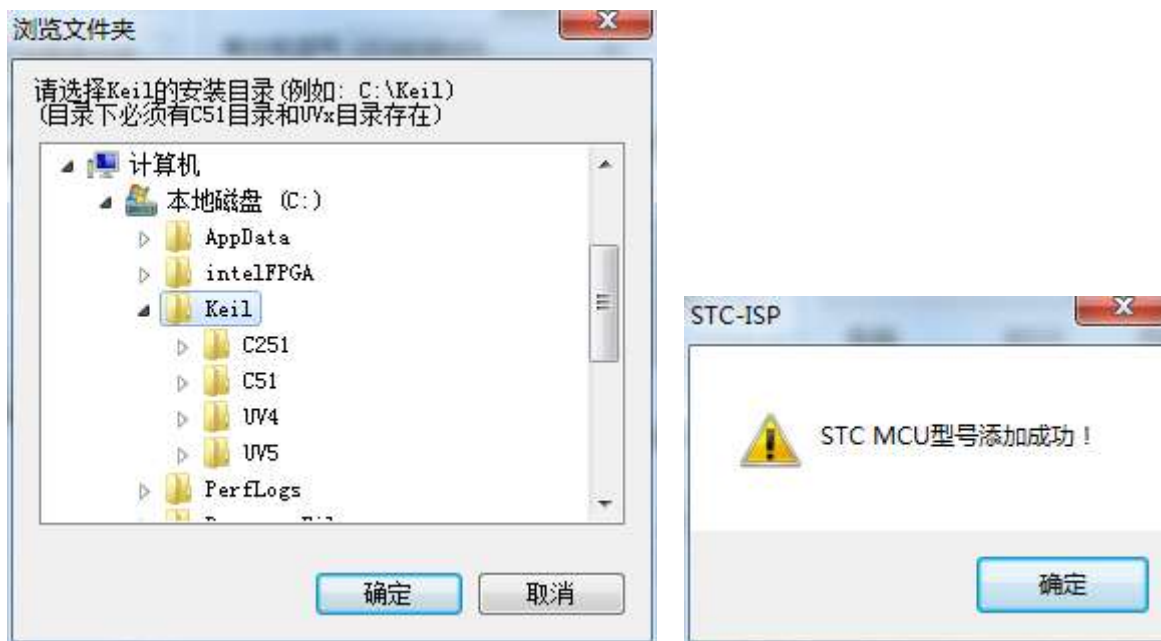 浏览文件夹
请选择Keil的安装目录(例如: C:\Keil)
(目录下必须有C51目录和UVx目录存在)
计算机
本地磁盘 (C:)
AppData
intelFPGA
Keil
C251
C51
UV4
UV5
PerfLogs
确定
取消
STC-ISP
STC MCU型号添加成功！
确定